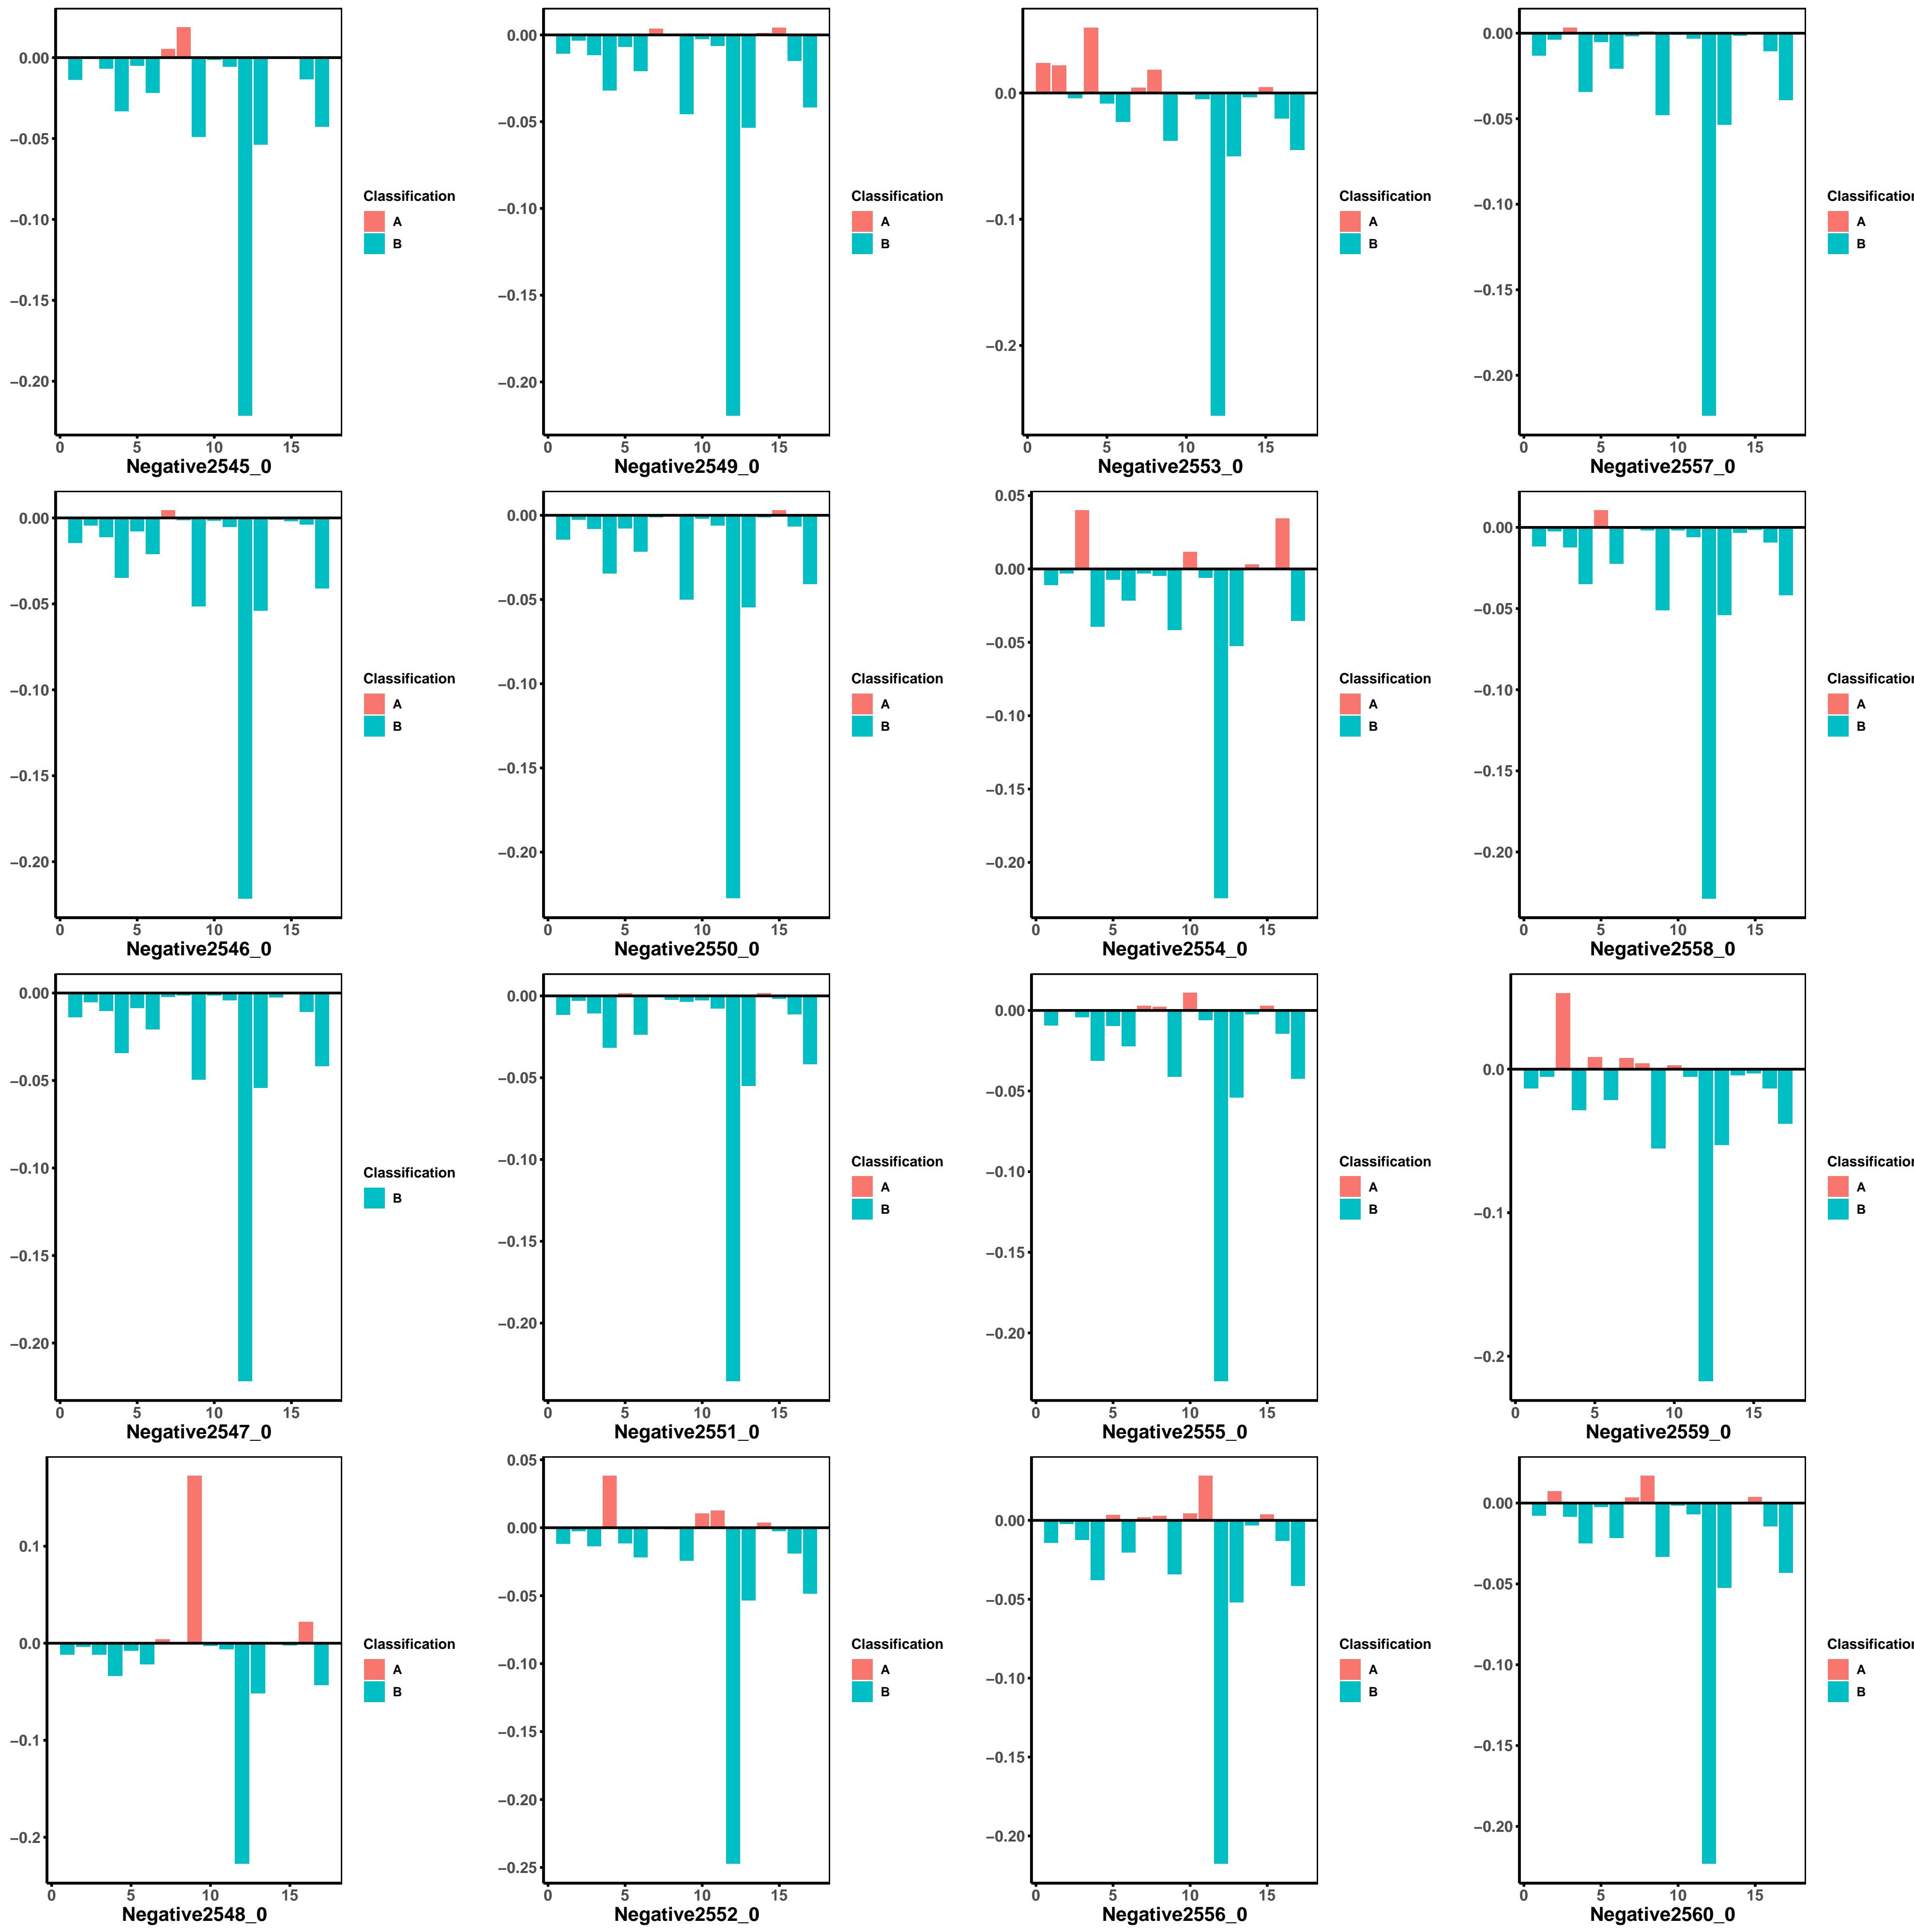 0.00
−0.05
−0.10
−0.15
−0.20
0 5 10 15
Negative2545_0
Classification
A
B
0.00
−0.05
−0.10
−0.15
−0.20
0 5 10 15
Negative2549_0
Classification
A
B
0.0
−0.1
−0.2
0 5 10 15
Negative2553_0
Classification
A
B
0.00
−0.05
−0.10
−0.15
−0.20
0 5 10 15
Negative2557_0
Classification
A
B
0.00
−0.05
−0.10
−0.15
−0.20
0 5 10 15
Negative2546_0
Classification
A
B
0.00
−0.05
−0.10
−0.15
−0.20
0 5 10 15
Negative2550_0
Classification
A
B
0.05
0.00
−0.05
−0.10
−0.15
−0.20
0 5 10 15
Negative2554_0
Classification
A
B
0.00
−0.05
−0.10
−0.15
−0.20
0 5 10 15
Negative2558_0
Classification
A
B
0.00
−0.05
−0.10
−0.15
−0.20
0 5 10 15
Negative2547_0
Classification
B
0.00
−0.05
−0.10
−0.15
−0.20
0 5 10 15
Negative2551_0
Classification
A
B
0.00
−0.05
−0.10
−0.15
−0.20
0 5 10 15
Negative2555_0
Classification
A
B
0.0
−0.1
−0.2
0 5 10 15
Negative2559_0
Classification
A
B
0.1
0.0
−0.1
−0.2
0 5 10 15
Negative2548_0
Classification
A
B
0.05
0.00
−0.05
−0.10
−0.15
−0.20
−0.25
0 5 10 15
Negative2552_0
Classification
A
B
0.00
−0.05
−0.10
−0.15
−0.20
0 5 10 15
Negative2556_0
Classification
A
B
0.00
−0.05
−0.10
−0.15
−0.20
0 5 10 15
Negative2560_0
Classification
A
B